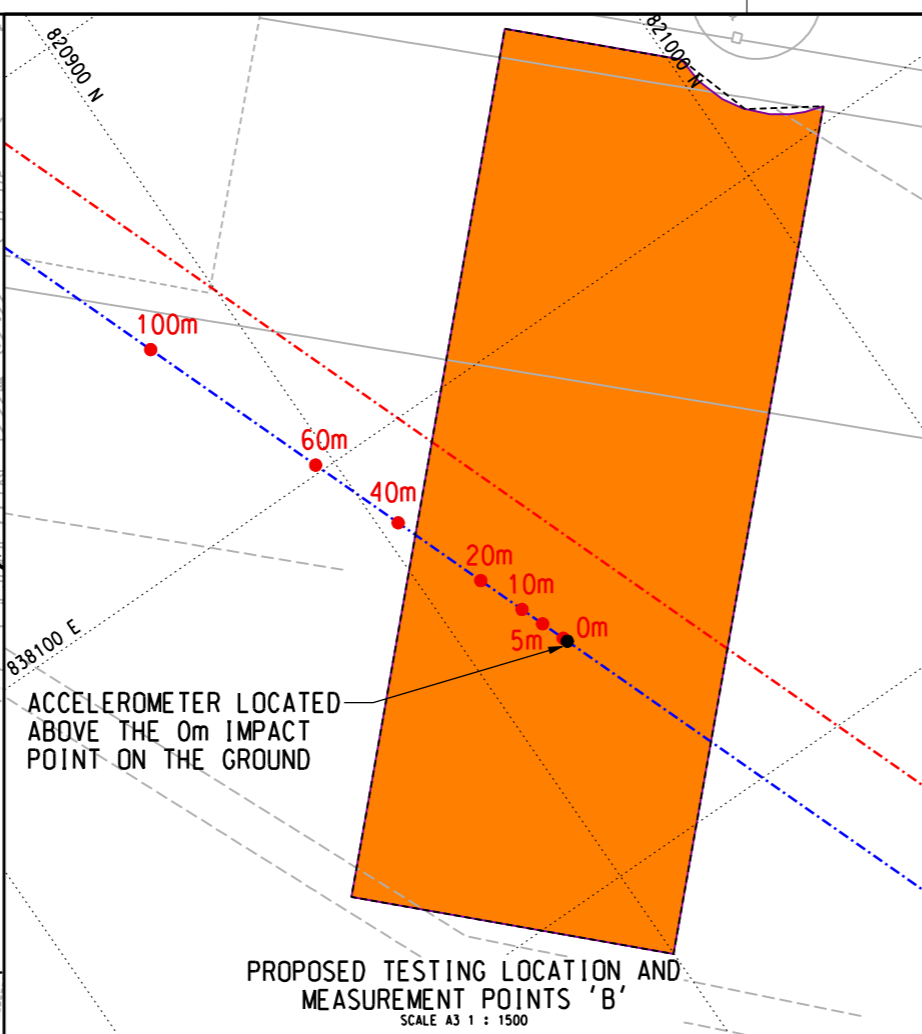 820900 N
821000 N
100m
60m
40m
20m
10m
5m
0m
838100 E
ACCELEROMETER LOCATED
ABOVE THE 0m IMPACT
POINT ON THE GROUND
PROPOSED TESTING LOCATION AND
MEASUREMENT POINTS 'B'
SCALE A3 1 : 1500